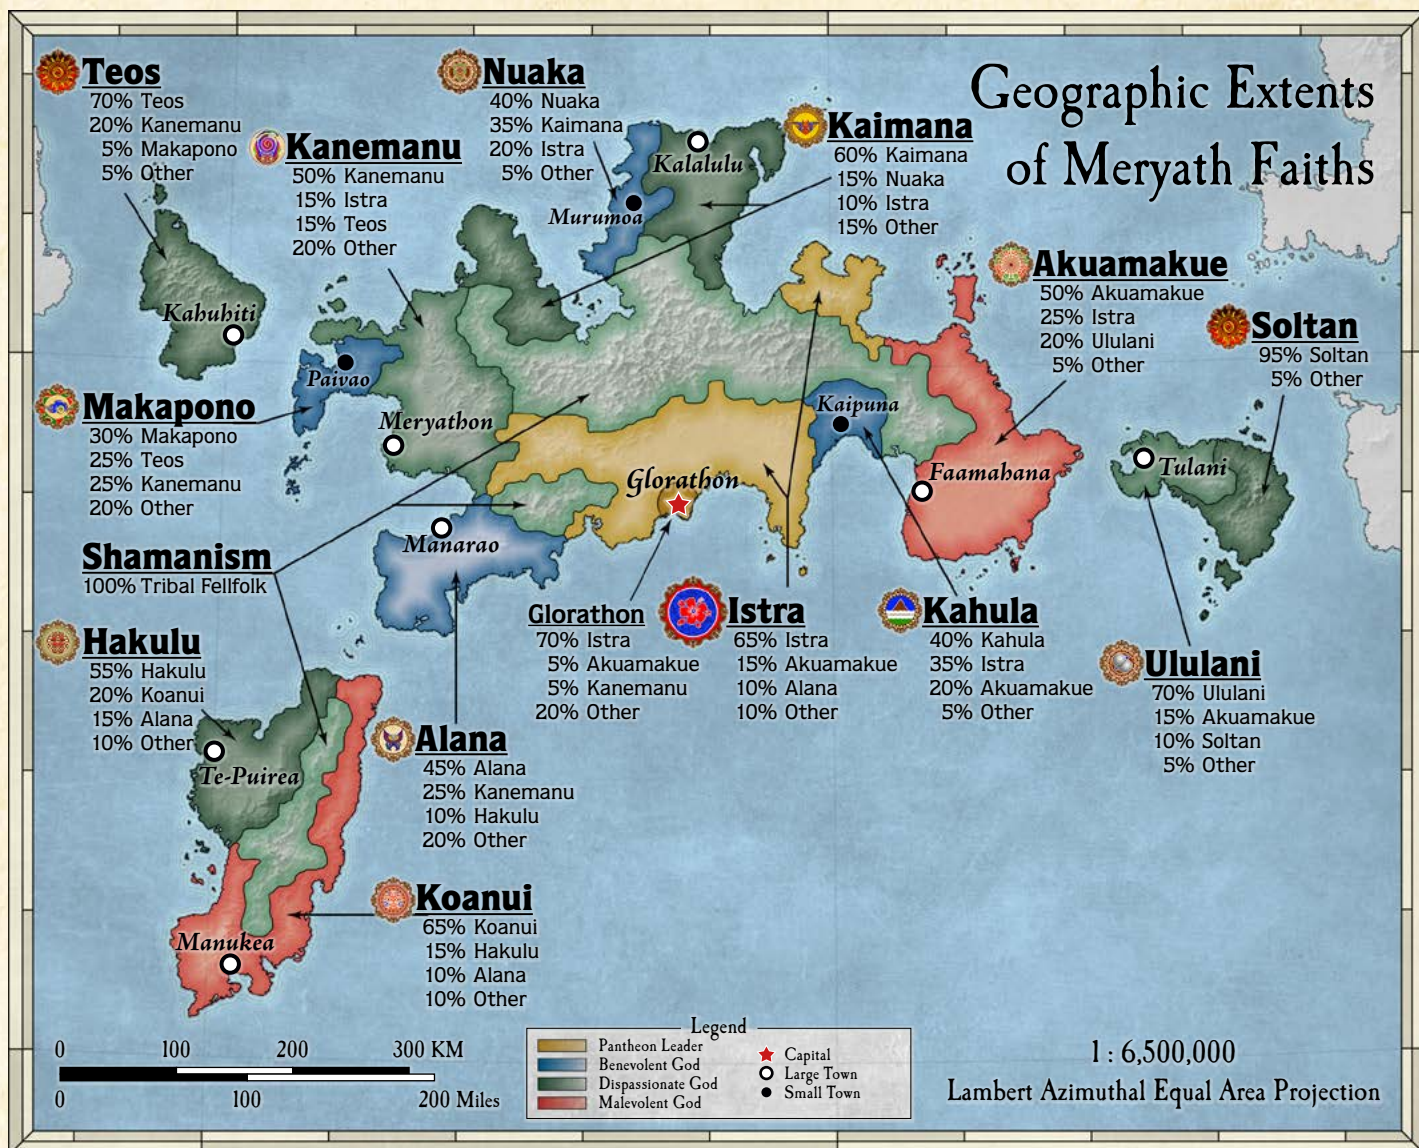 Geographic Extents
of Meryath Faiths
Teos
70% Teos
20% Kanemanu
5% Makapono
5% Other
Kanemanu
50% Kanemanu
15% Istra
15% Teos
20% Other
Nuaka
40% Nuaka
35% Kaimana
20% Istra
5% Other
Kaimana
60% Kaimana
15% Nuaka
10% Istra
15% Other
Akuamakue
50% Akuamakue
25% Istra
20% Ululani
5% Other
Soltan
95% Soltan
5% Other
Kalalulu
Murumoa
Kahuhiti
Paivao
Meryathon
Kaipuna
Glorathon
Faamahana
Tulani
Manarao
Makapono
30% Makapono
25% Teos
25% Kanemanu
20% Other
Shamanism
100% Tribal Fellfolk
Hakulu
55% Hakulu
20% Koanui
15% Alana
10% Other
Te-Puirea
Glorathon
70% Istra
5% Akuamakue
5% Kanemanu
20% Other
Istra
65% Istra
15% Akuamakue
10% Alana
10% Other
Kahula
40% Kahula
35% Istra
20% Akuamakue
5% Other
Ululani
70% Ululani
15% Akuamakue
10% Soltan
5% Other
Alana
45% Alana
25% Kanemanu
10% Hakulu
20% Other
Koanui
65% Koanui
15% Hakulu
10% Alana
10% Other
Manukea
0 100 200 300 KM
0 100 200 Miles
Legend
Pantheon Leader
Benevolent God
Dispassionate God
Malevolent God
Capital
Large Town
Small Town
1 : 6,500,000
Lambert Azimuthal Equal Area Projection